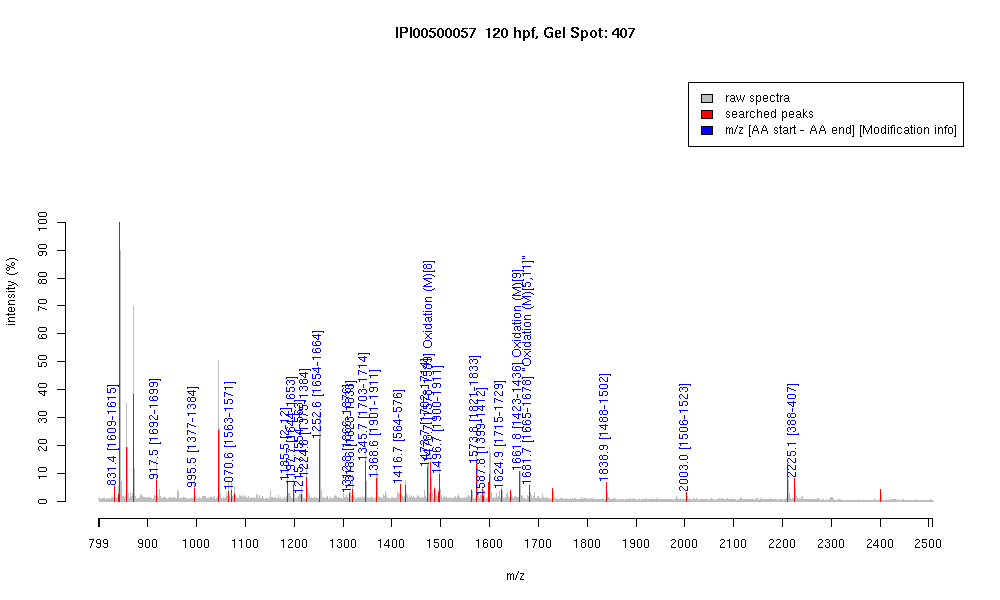 IPI00500057 120 hpf, Gel Spot: 407
raw spectra
searched peaks
m/z [AA start - AA end] [Modification info]
intensity (%)
100
90
80
70
60
50
40
30
20
10
0
831.4 [1609-1615]
917.5 [1692-1699]
995.5 [1377-1384]
1070.6 [1563-1571]
1185.5 [2-12]
1252.6 [1654-1664]
1345.7 [1703-1714]
1368.6 [1901-1911]
1416.7 [564-576]
Oxidation (M)[8]
1496.7 [1900-1911]
1573.8 [1821-1833]
1587.8 [1399-1412]
1624.9 [1715-1729]
1661.8 [1423-1436] Oxidation (M)[9]
1681.7 [1665-1678] "Oxidation (M)[5,11]"
1838.9 [1488-1502]
2003.0 [1506-1523]
2225.1 [388-407]
799 900 1000 1100 1200 1300 1400 1500 1600 1700 1800 1900 2000 2100 2200 2300 2400 2500
m/z